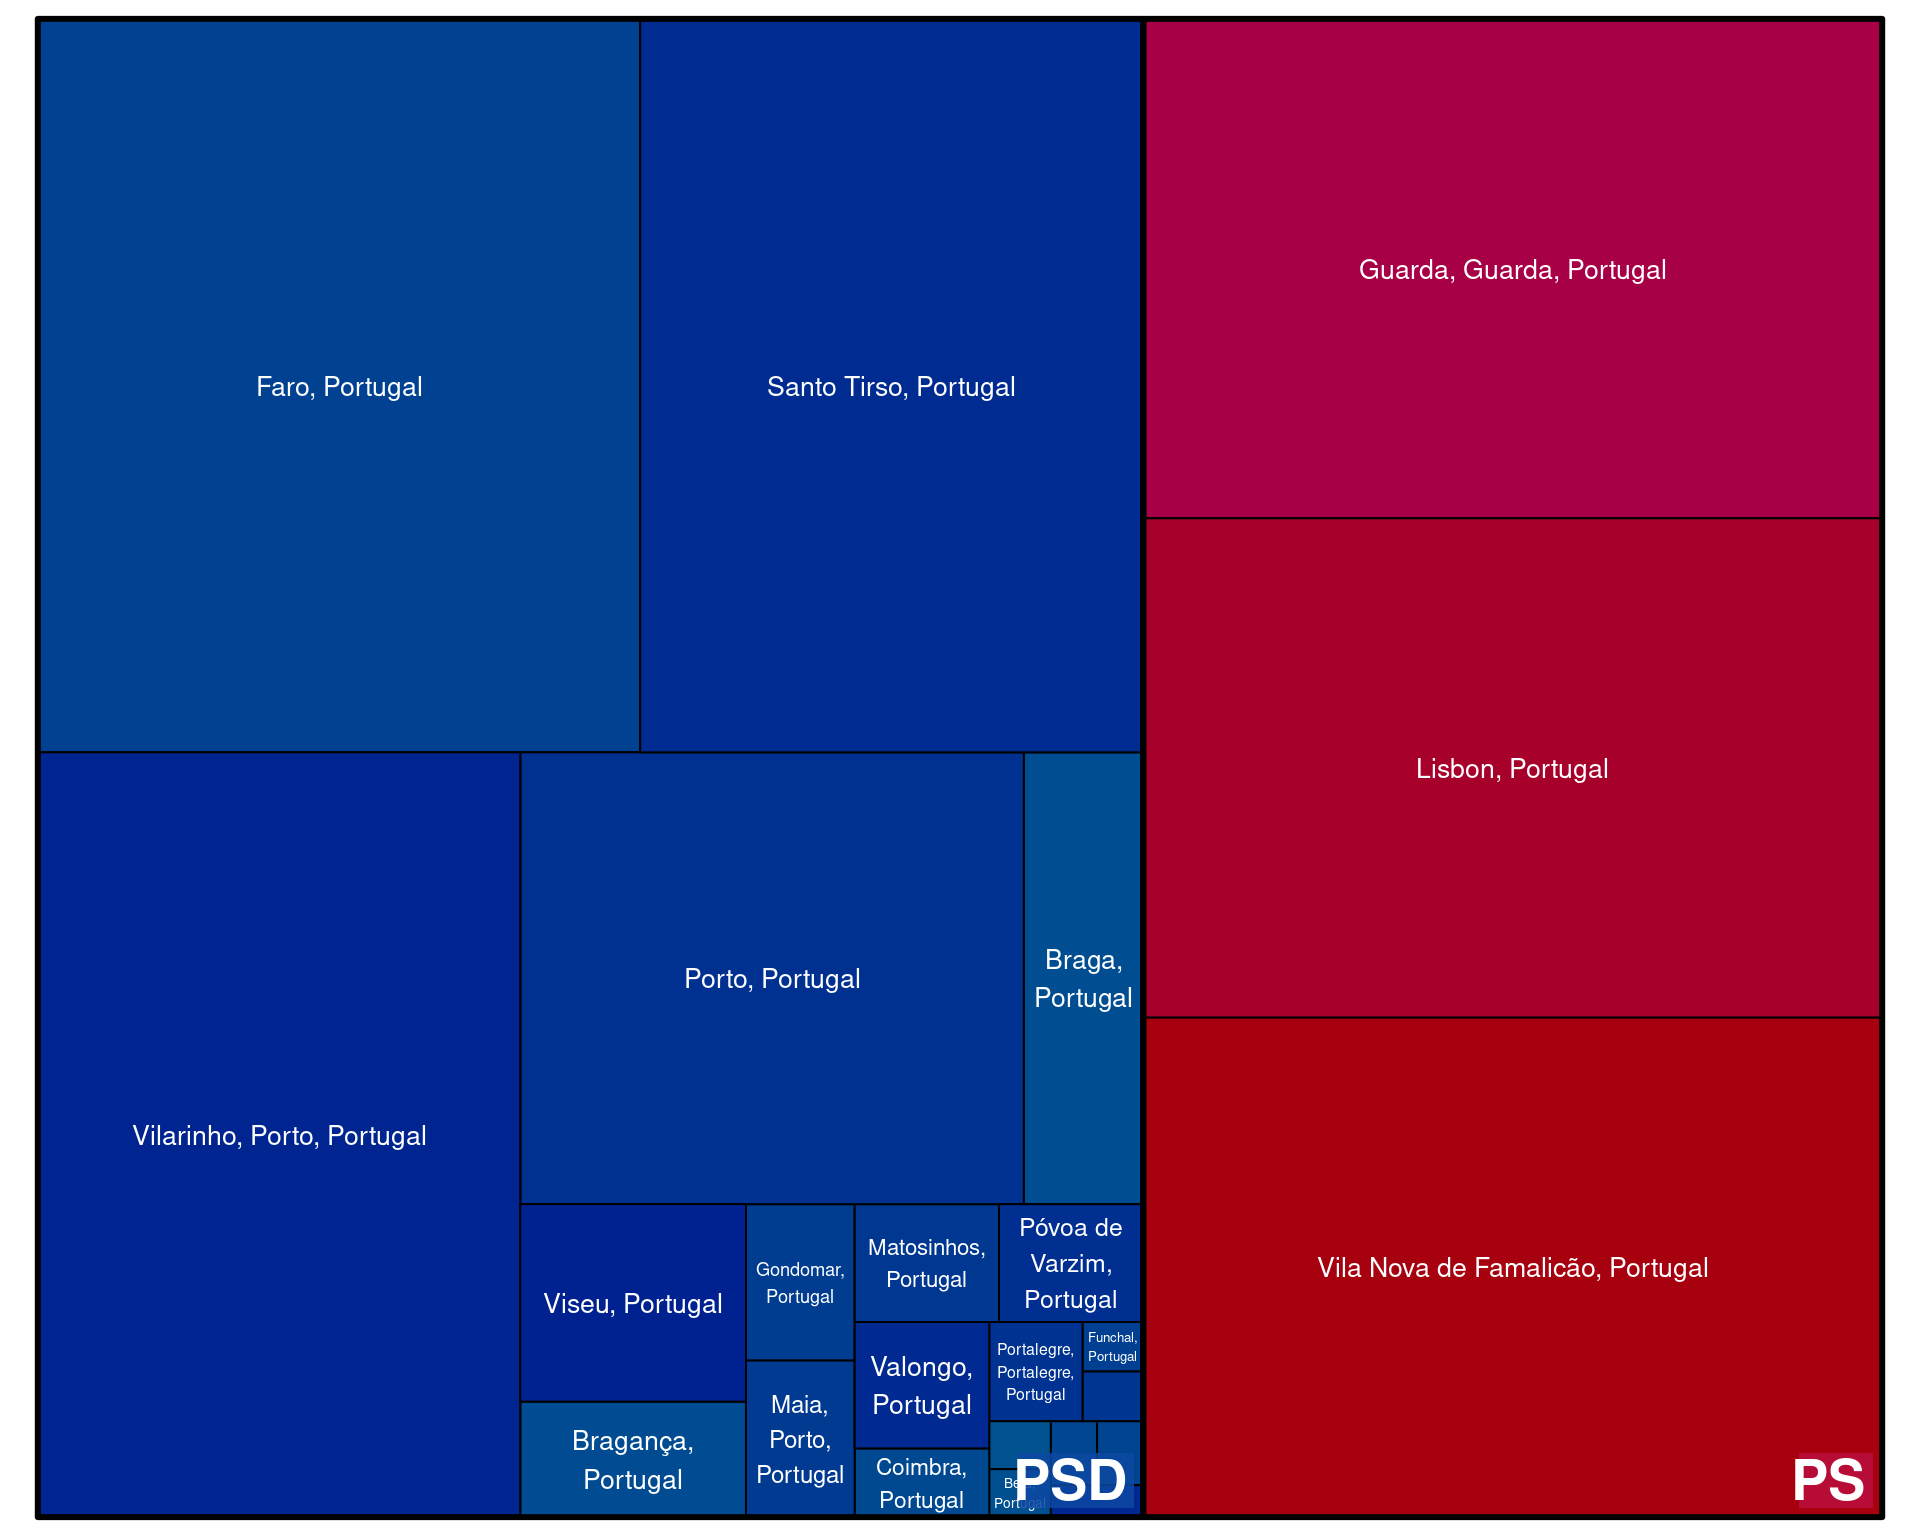 Faro, Portugal
Santo Tirso, Portugal
Guarda, Guarda, Portugal
Lisbon, Portugal
Vilarinho, Porto, Portugal
Porto, Portugal
Braga,
Portugal
Vila Nova de Famalicão, Portugal
Viseu, Portugal
Gondomar,
Portugal
Matosinhos,
Portugal
Póvoa de
Varzim,
Portugal
Bragança,
Portugal
Maia,
Porto,
Portugal
Valongo,
Portugal
Portalegre,
Portalegre,
Portugal
Funchal,
Portugal
Coimbra,
Portugal
Portugal
PSD
PS